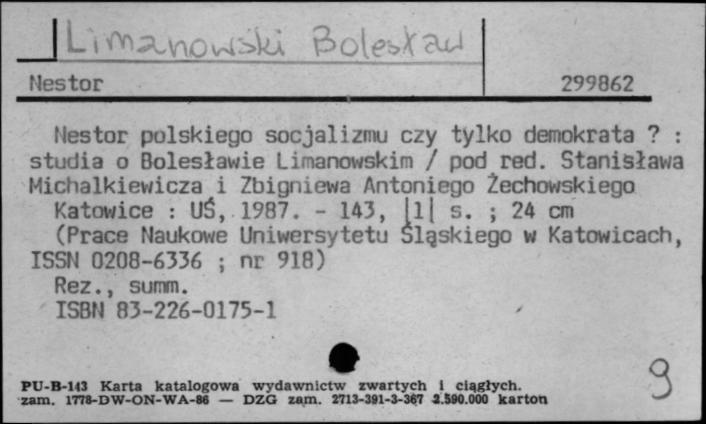 Limanowski Bolesław
Nestor 299862
Nestor polskiego socjalizmu czy tylko demokrata ? :
studia o Bolesławie Limanowskim / pod red. Stanisława
Michalkiewicza i Zbigniewa Antoniego Żechowskiego
Katowice : UŚ, 1987. - 143, |1| s. ; 24 cm
(Prace Naukowe Uniwersytetu Śląskiego w Katowicach,
ISSN 0208-6336 ; nr 918)
Rez., summ.
ISBN 83-226-0175-1
9
PU-B-143 Karta katalogowa wydawnictw zwartych i ciągłych.
zam. 1778-DW-ON-WA-86 — DZG zam. 2713-391-3-367 2.590.000 karton